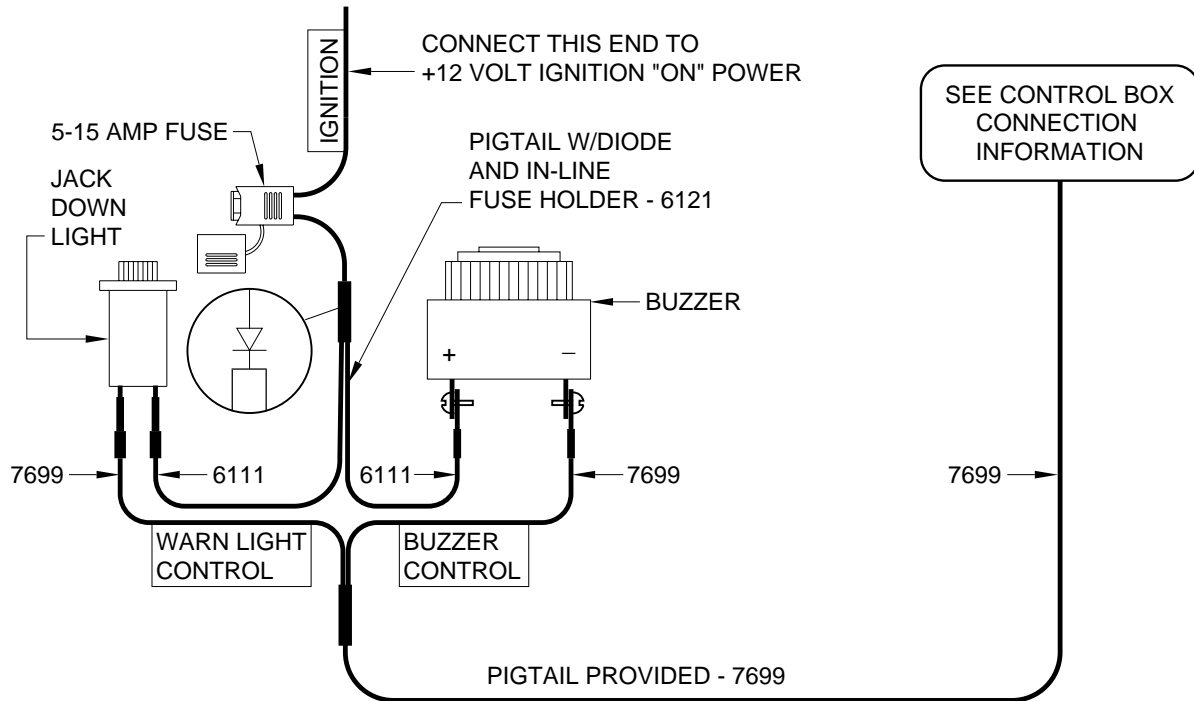 IGNITION
CONNECT THIS END TO
+12 VOLT IGNITION "ON" POWER
5-15 AMP FUSE
JACK
DOWN
LIGHT
PIGTAIL W/DIODE
AND IN-LINE
FUSE HOLDER - 6121
SEE CONTROL BOX
CONNECTION
INFORMATION
BUZZER
+
–
7699
6111
6111
7699
7699
WARN LIGHT
CONTROL
BUZZER
CONTROL
PIGTAIL PROVIDED - 7699